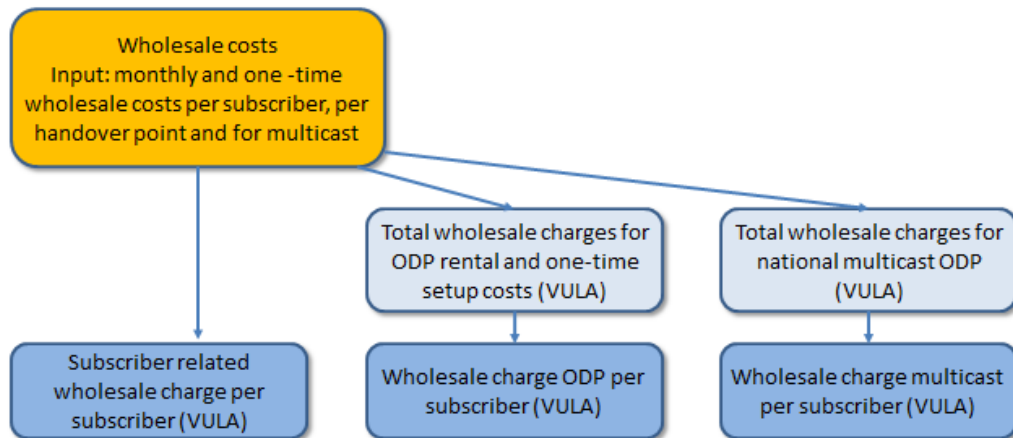 Wholesale costs
Input: monthly and one -time
wholesale costs per subscriber, per
handover point and for multicast
Total wholesale charges for
ODP rental and one-time
setup costs (VULA)
Total wholesale charges for
national multicast ODP
(VULA)
Subscriber related
wholesale charge per
subscriber (VULA)
Wholesale charge ODP per
subscriber (VULA)
Wholesale charge multicast
per subscriber (VULA)